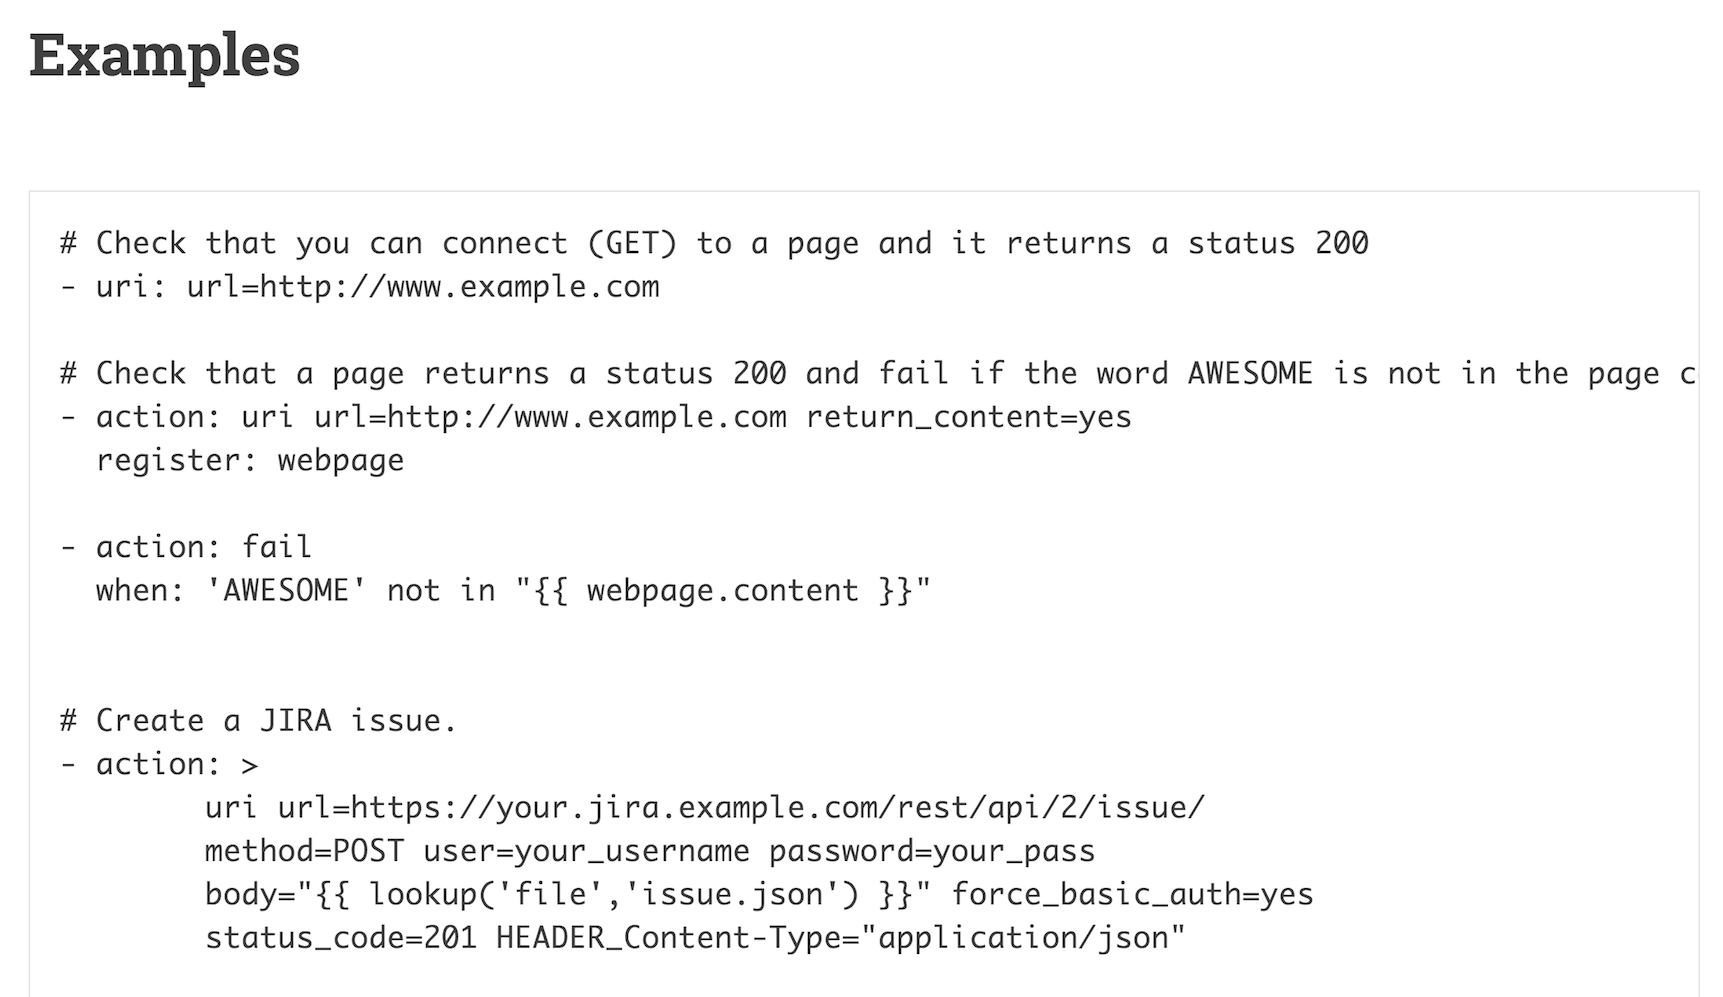 Examples
# Check that you can connect (GET) to a page and it returns a status 200
- uri: url=http://www.example.com
# Check that a page returns a status 200 and fail if the word AWESOME is not in the page
- action: uri url=http://www.example.com return_content=yes
  register: webpage
- action: fail
  when: 'AWESOME' not in "{{ webpage.content }}"
# Create a JIRA issue.
- action: >
        uri url=https://your.jira.example.com/rest/api/2/issue/
        method=POST user=your_username password=your_pass
        body="{{ lookup('file','issue.json') }}" force_basic_auth=yes
        status_code=201 HEADER_Content-Type="application/json"